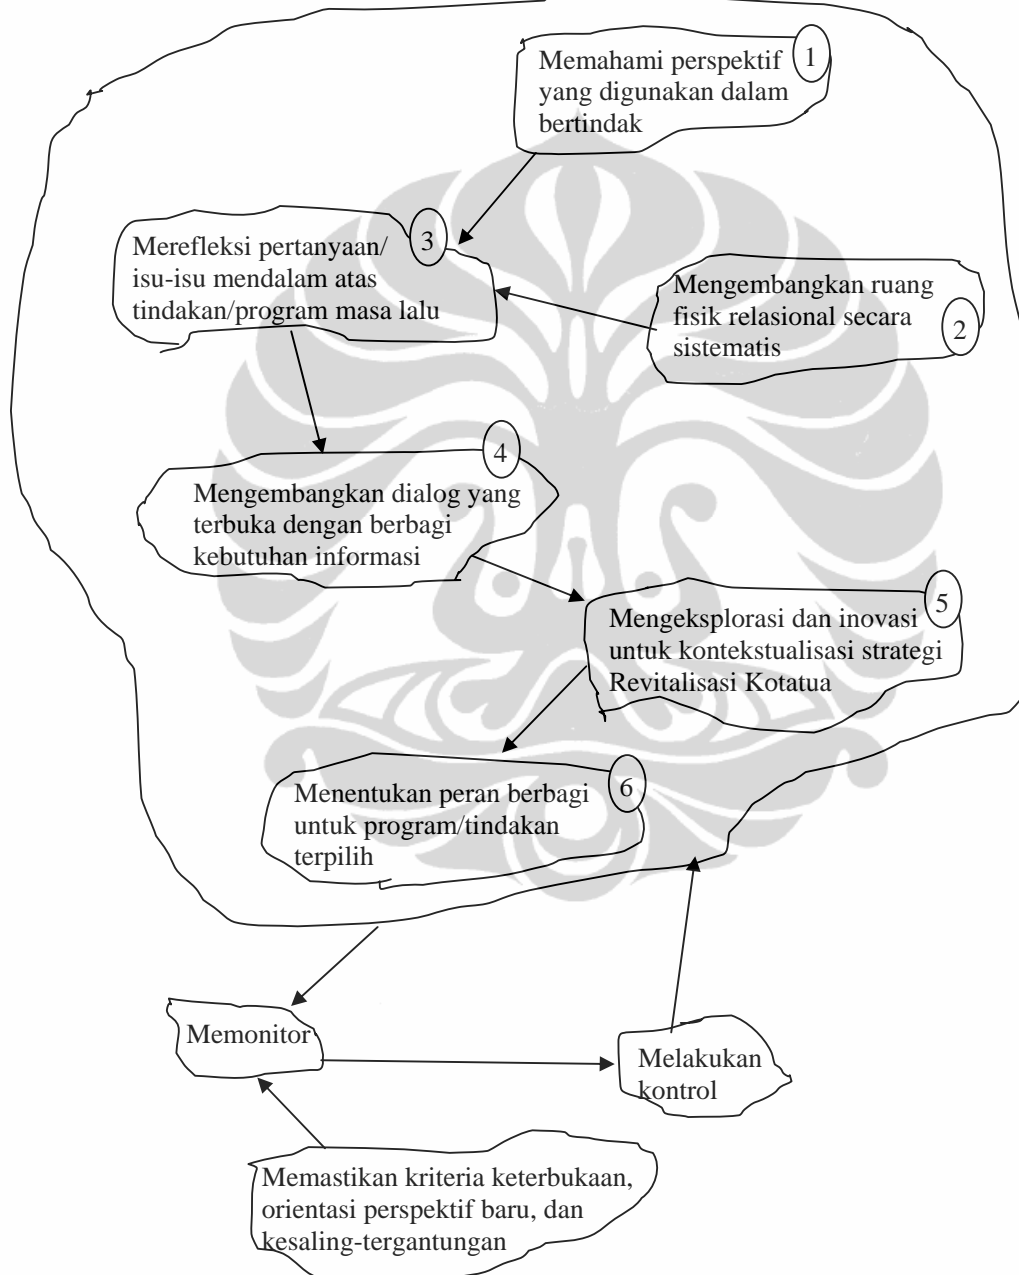 1
Memahami perspektif
yang digunakan dalam
bertindak
3
Merefleksi pertanyaan/
isu-isu mendalam atas
tindakan/program masa lalu
Mengembangkan ruang
fisik relasional secara
sistematis
2
4
Mengembangkan dialog yang
terbuka dengan berbagi
kebutuhan informasi
5
Mengeksplorasi dan inovasi
untuk kontekstualisasi strategi
Revitalisasi Kotatua
6
Menentukan peran berbagi
untuk program/tindakan
terpilih
Memonitor
Melakukan
kontrol
Memastikan kriteria keterbukaan,
orientasi perspektif baru, dan
kesaling-tergantungan